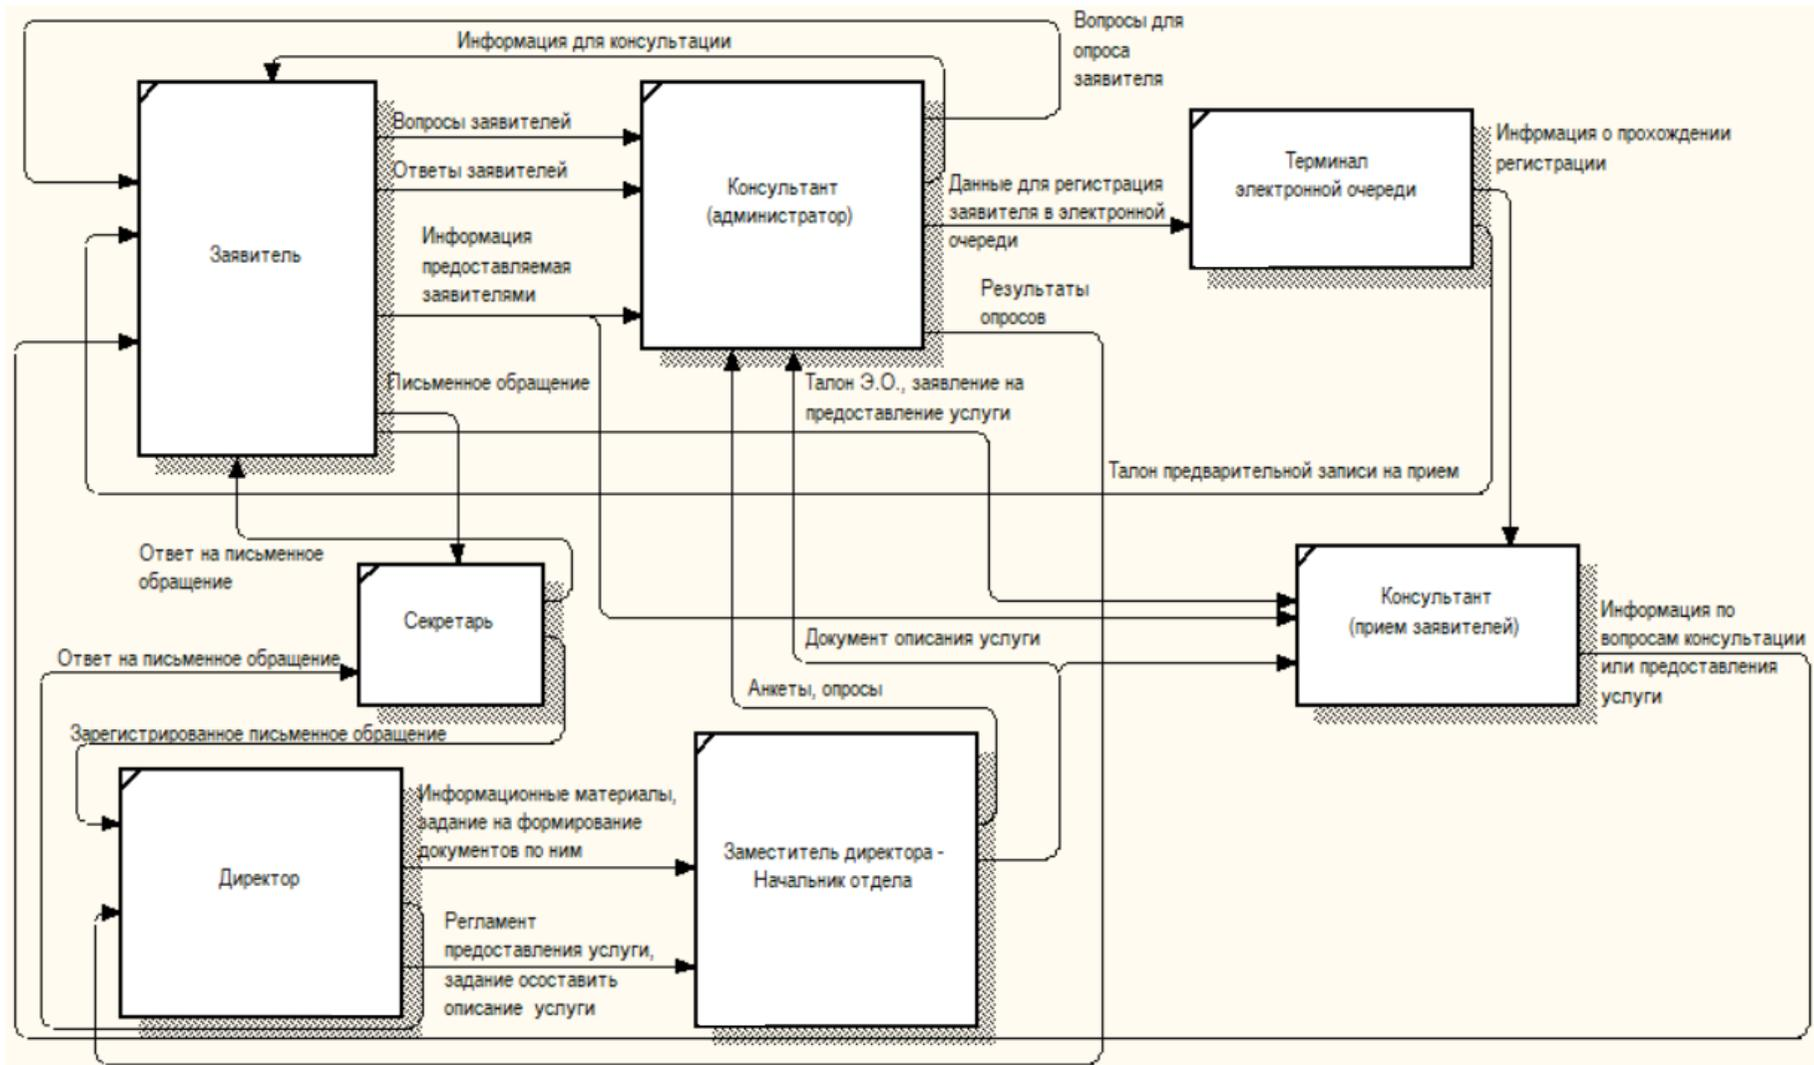 Вопросы для
опроса
заявителя
Информация для консультации
Вопросы заявителей
Ответы заявителей
Информация
предоставляемая
заявителями
Заявитель
Консультант
(администратор)
Данные для регистрация
заявителя в электронной
очереди
Терминал
электронной очереди
Инфрмация о прохождении
регистрации
Результаты
опросов
Письменное обращение
Талон Э.О., заявление на
предоставление услуги
Талон предварительной записи на прием
Ответ на письменное
обращение
Секретарь
Консультант
(прием заявителей)
Информация по
вопросам консультации
или предоставления
услуги
Документ описания услуги
Ответ на письменное обращение
Анкеты, опросы
Зарегистрированное письменное обращение
Информационные материалы,
задание на формирование
документов по ним
Директор
Заместитель директора -
Начальник отдела
Регламент
предоставления услуги,
задание осоставить
описание услуги